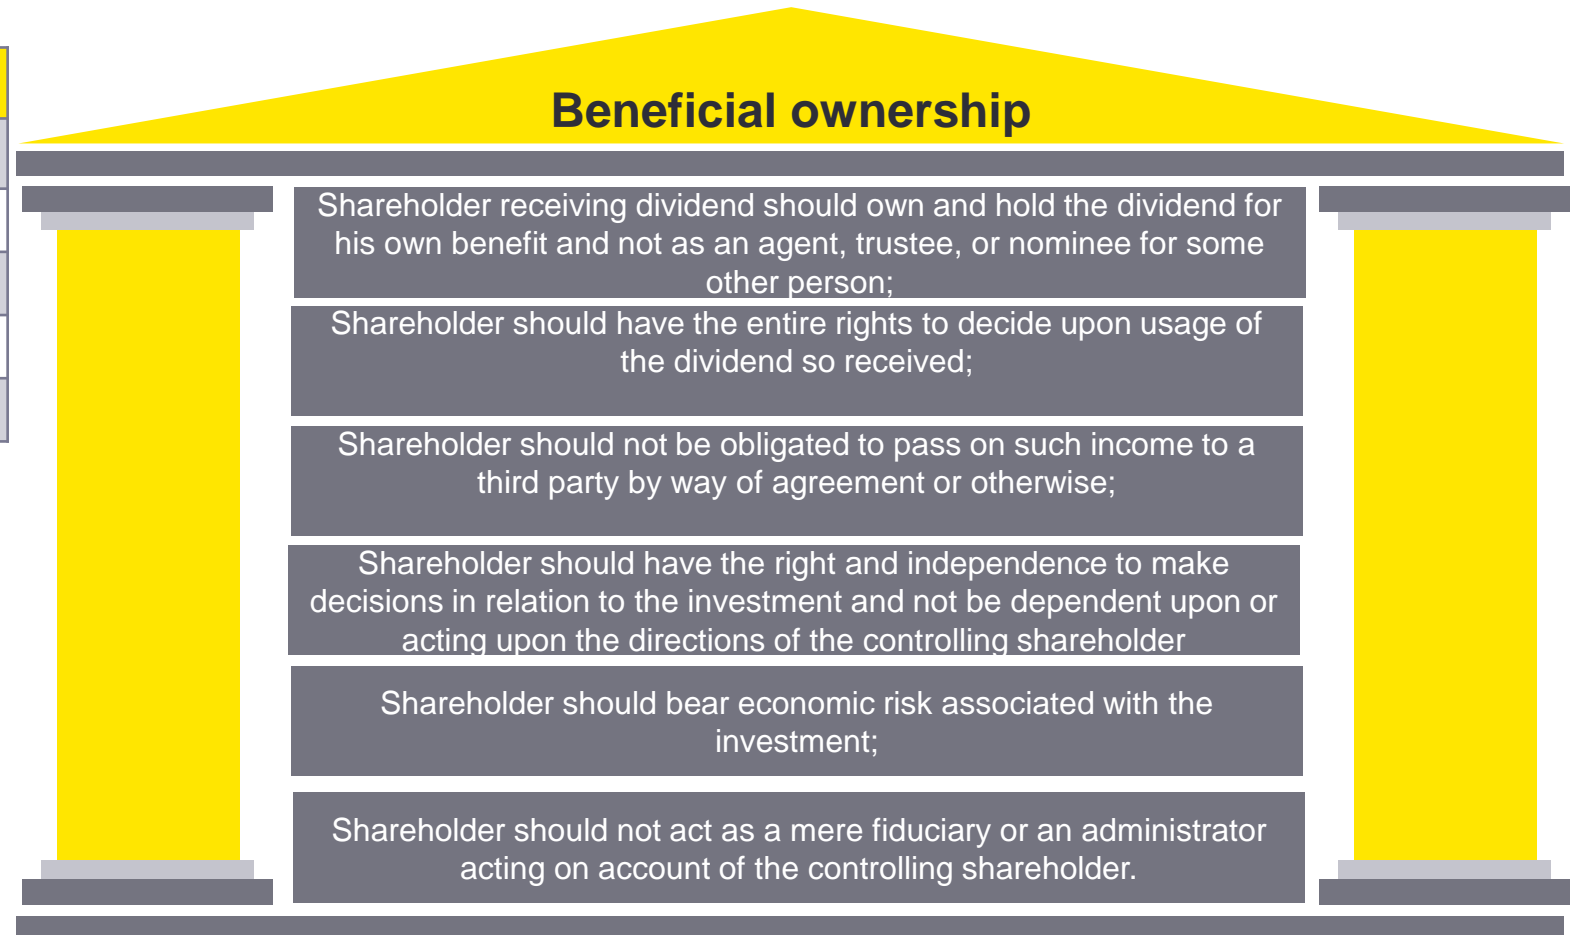 Beneficial ownership
Shareholder receiving dividend should own and hold the dividend for
his own benefit and not as an agent, trustee, or nominee for some
other person;
Shareholder should have the entire rights to decide upon usage of
the dividend so received;
Shareholder should not be obligated to pass on such income to a
third party by way of agreement or otherwise;
Shareholder should have the right and independence to make
decisions in relation to the investment and not be dependent upon or
acting upon the directions of the controlling shareholder
Shareholder should bear economic risk associated with the
investment;
Shareholder should not act as a mere fiduciary or an administrator
acting on account of the controlling shareholder.